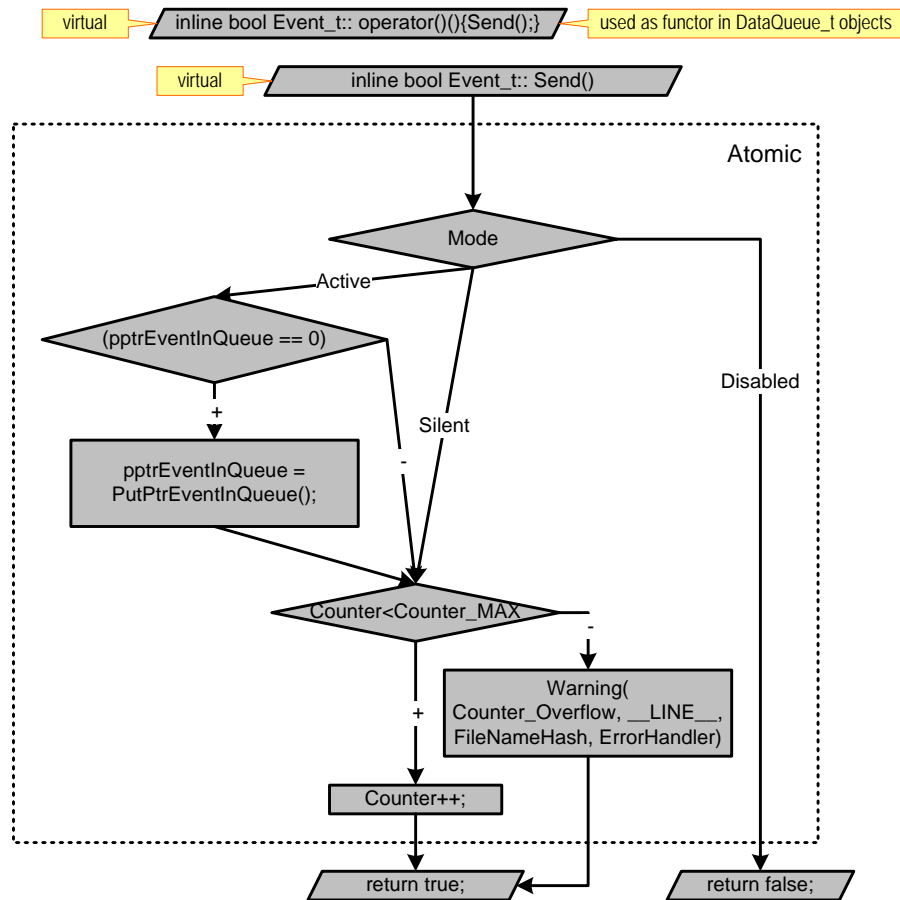 virtual
inline bool Event_t:: operator()(){Send();}
used as functor in DataQueue_t objects
virtual
inline bool Event_t:: Send()
Atomic
Mode
Active
(pptrEventInQueue == 0)
Disabled
+
-
Silent
pptrEventInQueue =
PutPtrEventInQueue();
Counter<Counter_MAX
-
+
Warning(
Counter_Overflow, __LINE__,
FileNameHash, ErrorHandler)
Counter++;
return true;
return false;